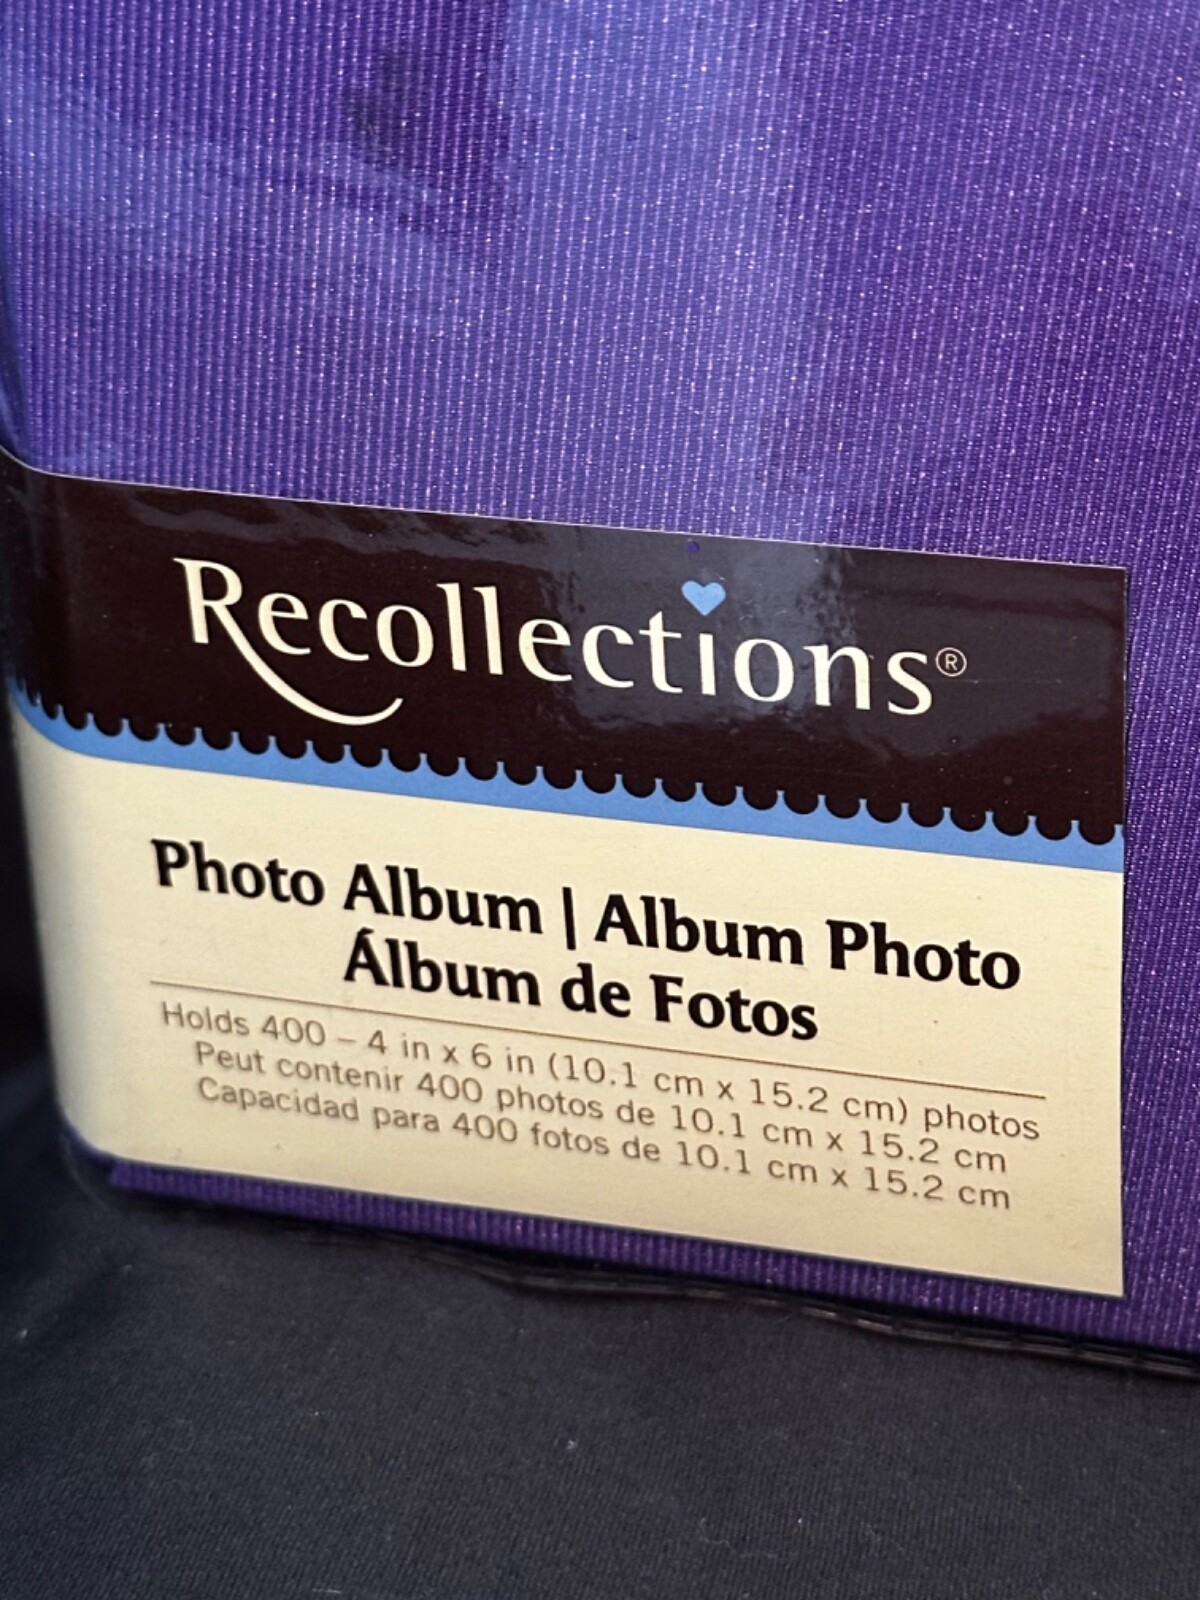 Recollections®
Photo Album | Album Photo
Álbum de Fotos
Holds 400 – 4 in x 6 in (10.1 cm x 15.2 cm) photos
Peut contenir 400 photos de 10.1 cm x 15.2 cm
Capacidad para 400 fotos de 10.1 cm x 15.2 cm